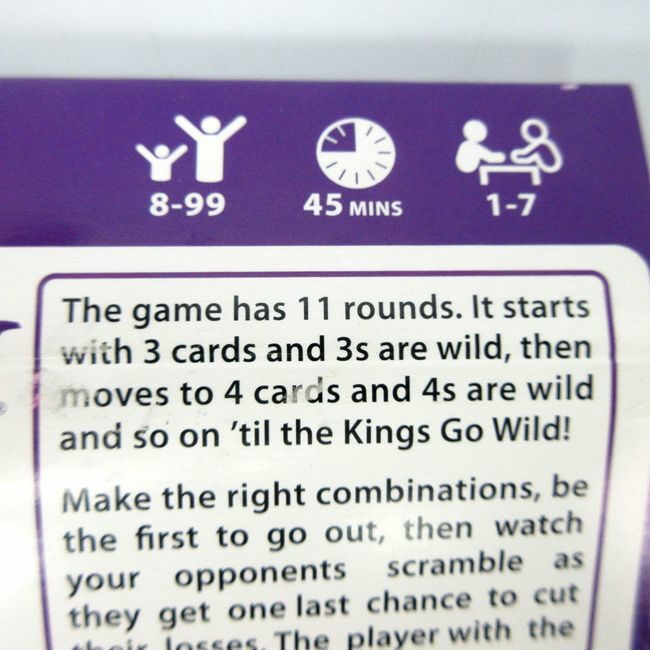 8-99 45 MINS 1-7
The game has 11 rounds. It starts
with 3 cards and 3s are wild, then
moves to 4 cards and 4s are wild
and so on 'til the Kings Go Wild!
Make the right combinations, be
the first to go out, then watch
your opponents scramble as
they get one last chance to cut
their losses. The player with the